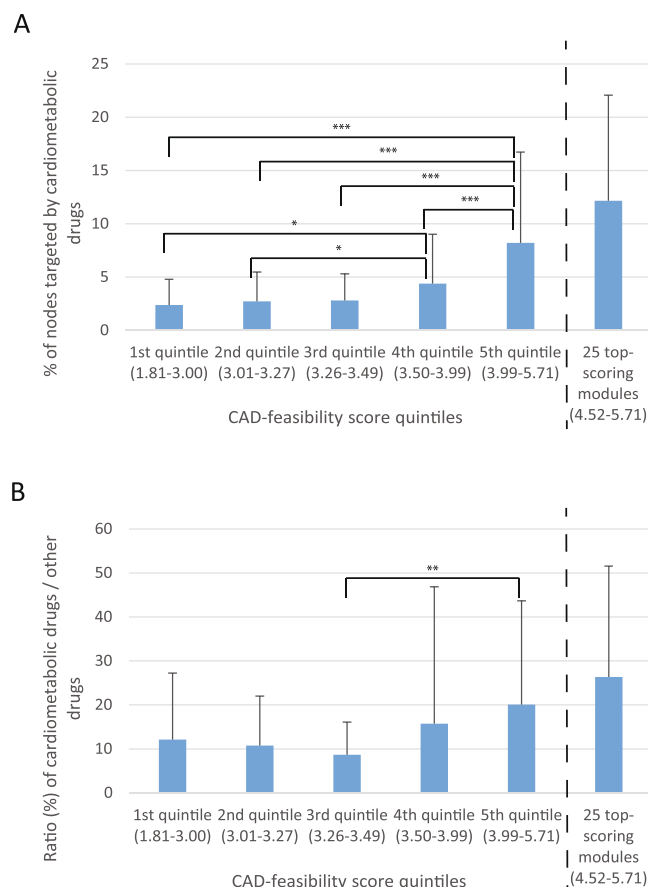 A
% of nodes targeted by cardiometabolic
drugs
25
20
15
10
5
0
***
***
***
***
*
*
1st quintile
(1.81-3.00)
2nd quintile
(3.01-3.27)
3rd quintile
(3.26-3.49)
4th quintile
(3.50-3.99)
5th quintile
(3.99-5.71)
25 top-
scoring
modules
(4.52-5.71)
CAD-feasibility score quintiles
B
Ratio (%) of cardiometabolic drugs / other
drugs
60
50
40
30
20
10
0
**
1st quintile
(1.81-3.00)
2nd quintile
(3.01-3.27)
3rd quintile
(3.26-3.49)
4th quintile
(3.50-3.99)
5th quintile
(3.99-5.71)
25 top-
scoring
modules
(4.52-5.71)
CAD-feasibility score quintiles